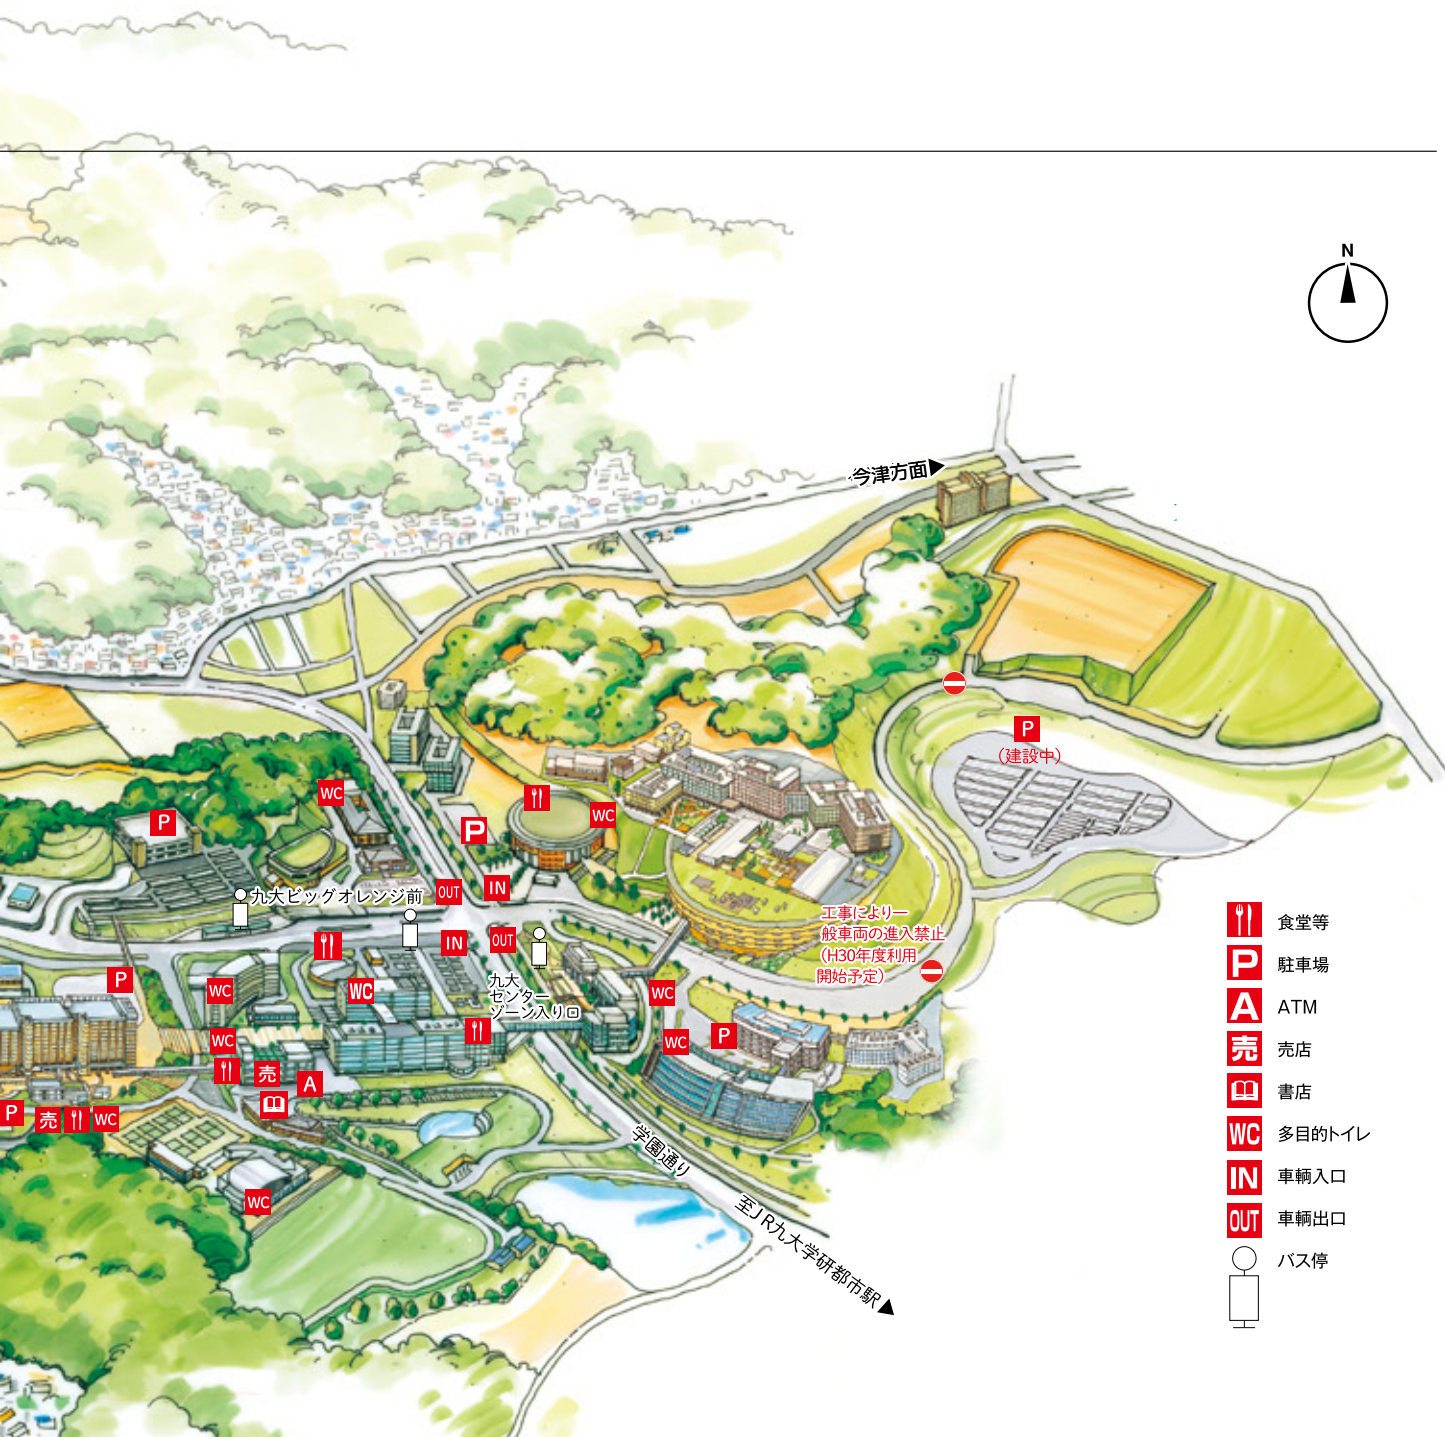 N
今津方面▶
P
(建設中)
WC
P
P
WC
OUT
IN
九大ビッグオレンジ前
IN
OUT
九大
センター
ゾーン入り口
工事により一
般車両の進入禁止
(H30年度利用
開始予定)
P
WC
WC
WC
WC
WC
P
売
A
P
売
WC
WC
学園通り
至JR九大学研都市駅▶
食堂等
P 駐車場
A ATM
売 売店
書店
WC 多目的トイレ
IN 車輌入口
OUT 車輌出口
バス停